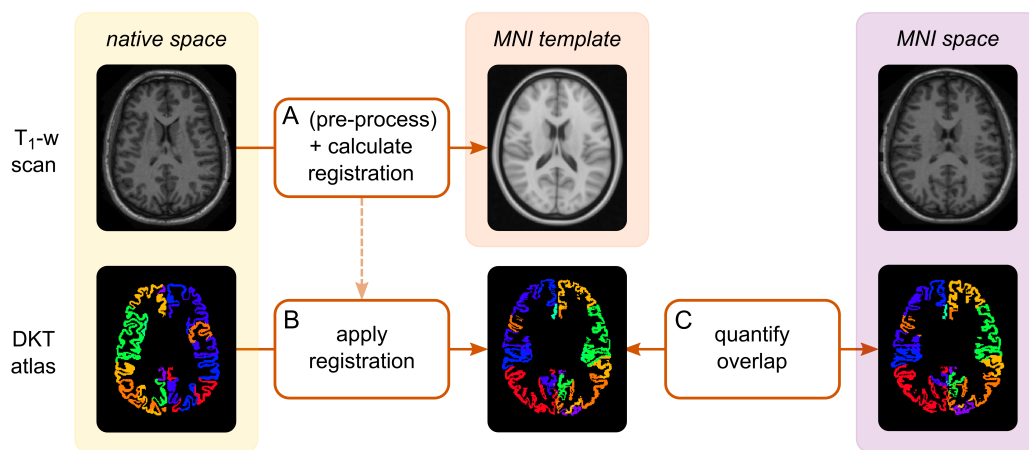 native space
MNI template
MNI space
T₁-w
scan
A (pre-process)
+ calculate
registration
DKT
atlas
B
apply
registration
C
quantify
overlap